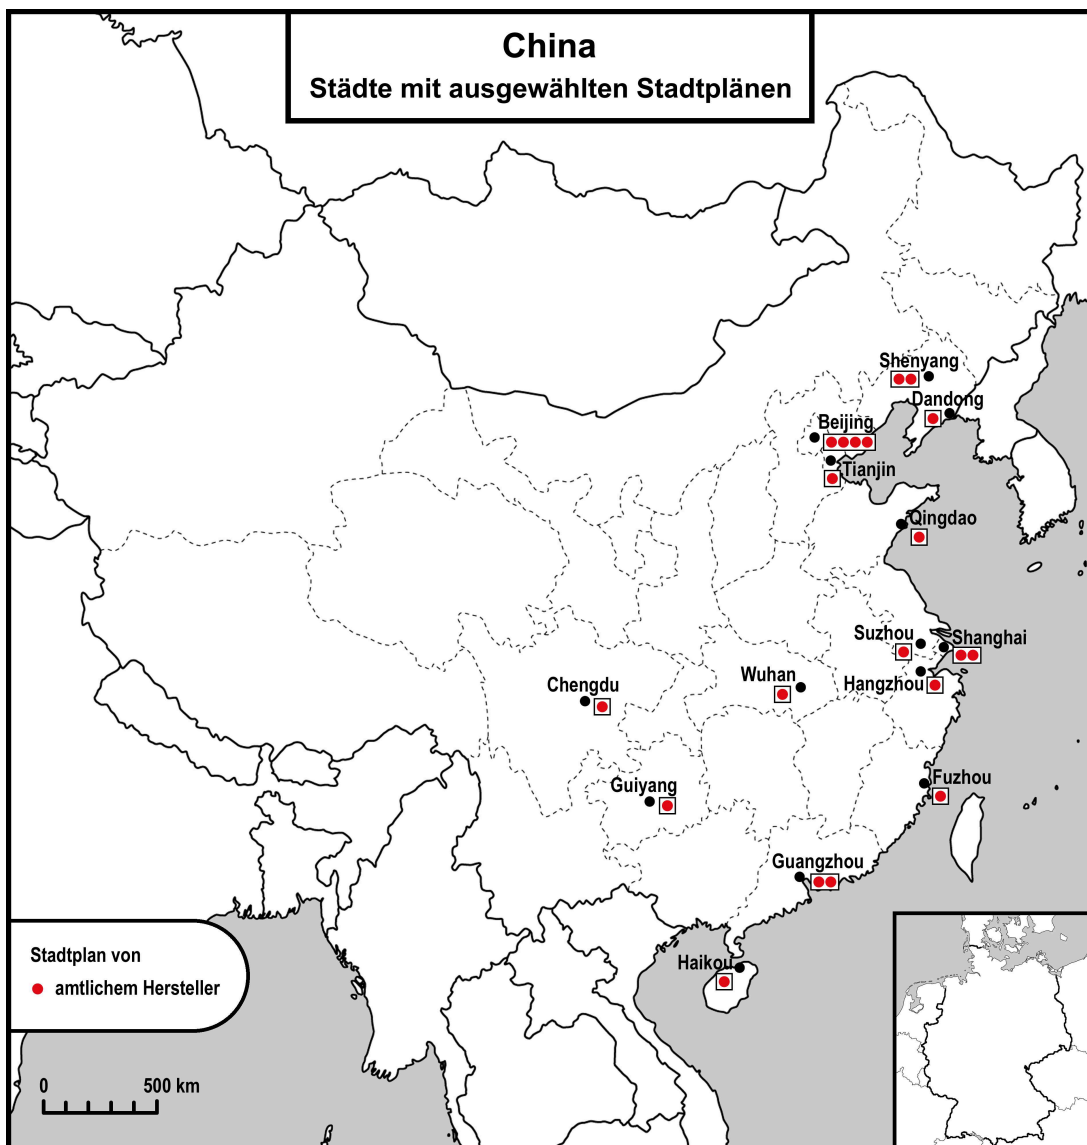 China
Städte mit ausgewählten Stadtplänen
Shenyang
Dandong
Beijing
Tianjin
Qingdao
Suzhou
Shanghai
Hangzhou
Wuhan
Chengdu
Guiyang
Fuzhou
Guangzhou
Haikou
Stadtplan von
amtlichem Hersteller
0 500 km